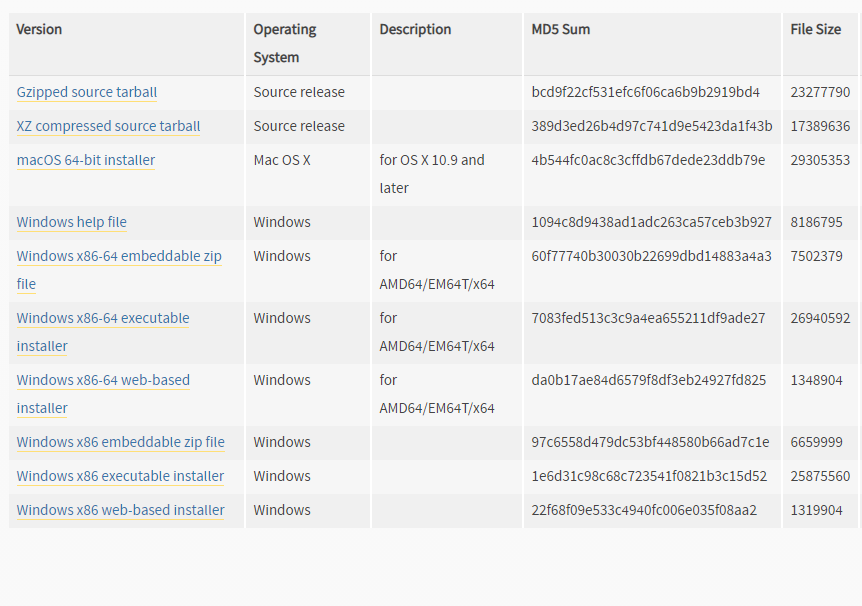 Version Operating System Description MD5 Sum File Size
Gzipped source tarball Source release bcd9f22cf531efc6f06ca6b9b2919bd4 23277790
XZ compressed source tarball Source release 389d3ed26b4d97c741d9e5423da1f43b 17389636
macOS 64-bit installer Mac OS X for OS X 10.9 and later 4b544fc0ac8c3cffdb67dede23ddb79e 29305353
Windows help file Windows 1094c8d9438ad1adc263ca57ceb3b927 8186795
Windows x86-64 embeddable zip file Windows for AMD64/EM64T/x64 60f77740b30030b22699dbd14883a4a3 7502379
Windows x86-64 executable installer Windows for AMD64/EM64T/x64 7083fed513c3c9a4ea655211df9ade27 26940592
Windows x86-64 web-based installer Windows for AMD64/EM64T/x64 da0b17ae84d6579f8df3eb24927fd825 1348904
Windows x86 embeddable zip file Windows 97c6558d479dc53bf448580b66ad7c1e 6659999
Windows x86 executable installer Windows 1e6d31c98c68c723541f0821b3c15d52 25875560
Windows x86 web-based installer Windows 22f68f09e533c4940fc006e035f08aa2 1319904